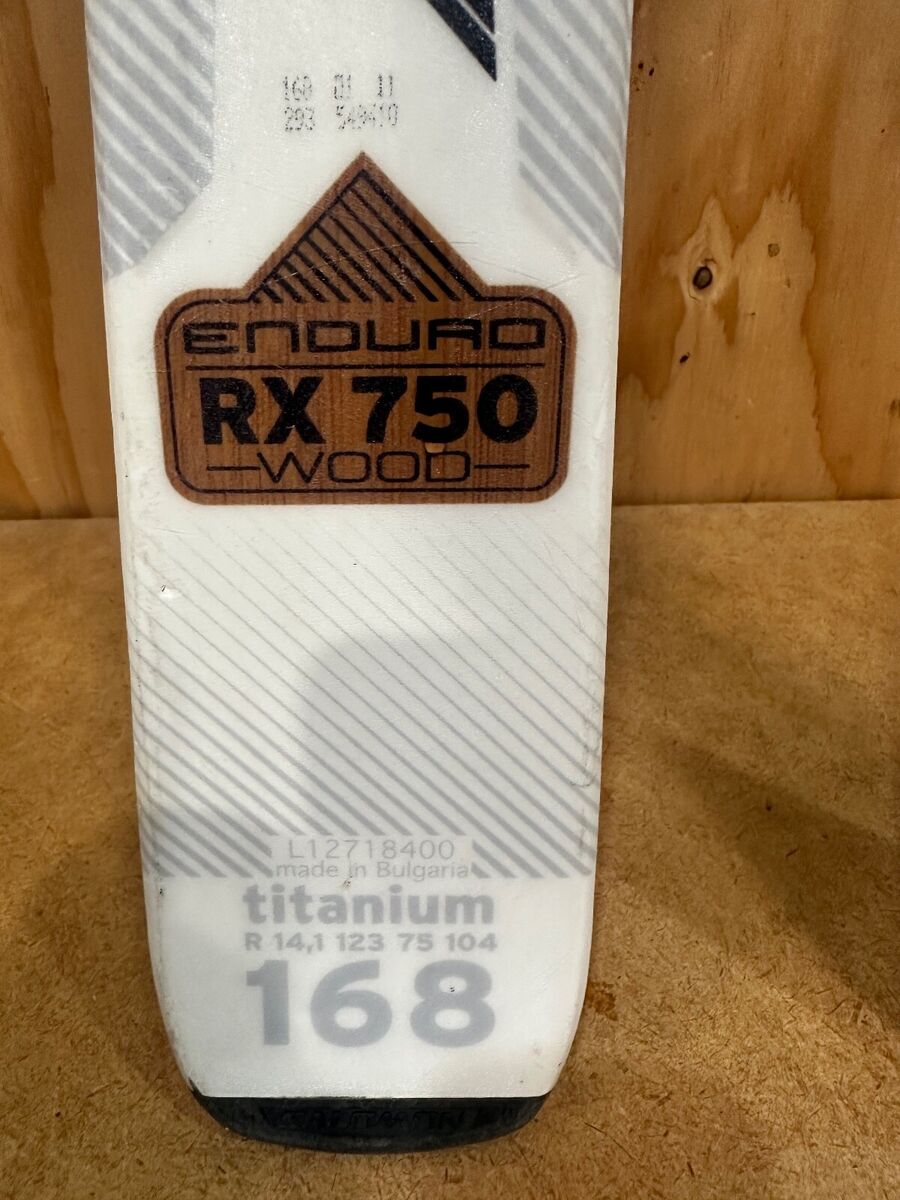 168 01 11
293
ENDURO
RX 750
WOOD
L12718400
made in Bulgaria
titanium
R 14,1 123 75 104
168